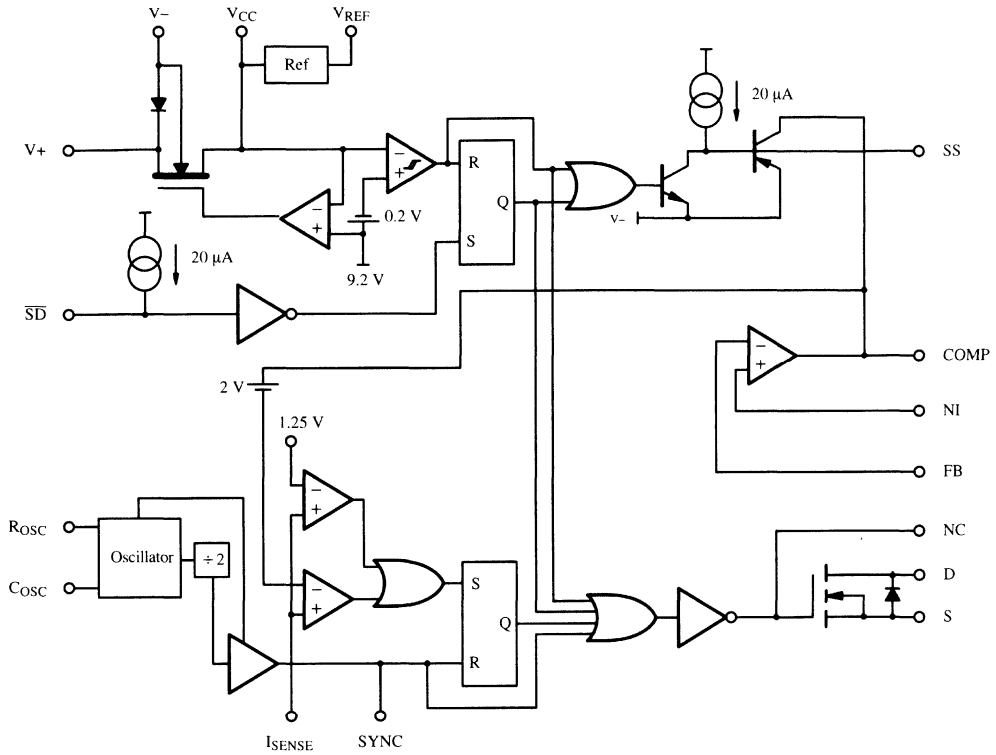 V−
VCC
VREF
Ref
20 µA
V+
−
+
R
SS
Q
0.2 V
−
+
V−
S
20 µA
9.2 V
SD
−
+
COMP
2 V
NI
1.25 V
FB
−
+
ROSC
NC
Oscillator
÷ 2
S
D
COSC
−
+
Q
S
R
ISENSE
SYNC